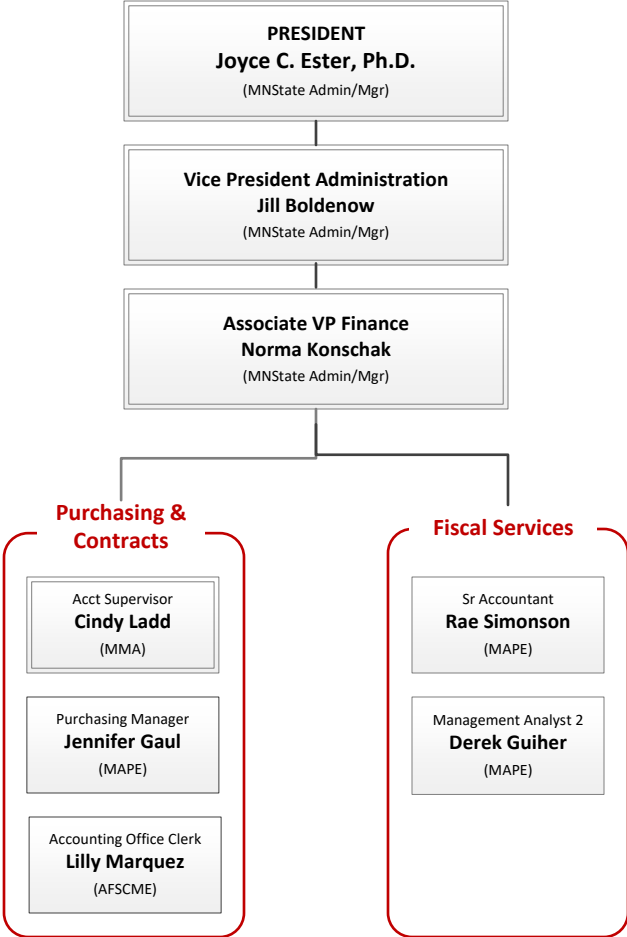 PRESIDENT
Joyce C. Ester, Ph.D.
(MNState Admin/Mgr)
Vice President Administration
Jill Boldenow
(MNState Admin/Mgr)
Associate VP Finance
Norma Konschak
(MNState Admin/Mgr)
Purchasing &
Contracts
Acct Supervisor
Cindy Ladd
(MMA)
Purchasing Manager
Jennifer Gaul
(MAPE)
Accounting Office Clerk
Lilly Marquez
(AFSCME)
Fiscal Services
Sr Accountant
Rae Simonson
(MAPE)
Management Analyst 2
Derek Guiher
(MAPE)